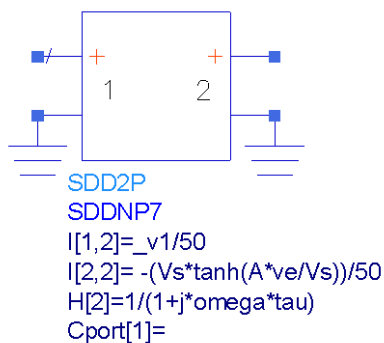 + +
1 2
SDD2P
SDDNP7
I[1,2]=_v1/50
I[2,2]= -(Vs*tanh(A*ve/Vs))/50
H[2]=1/(1+j*omega*tau)
Cport[1]=